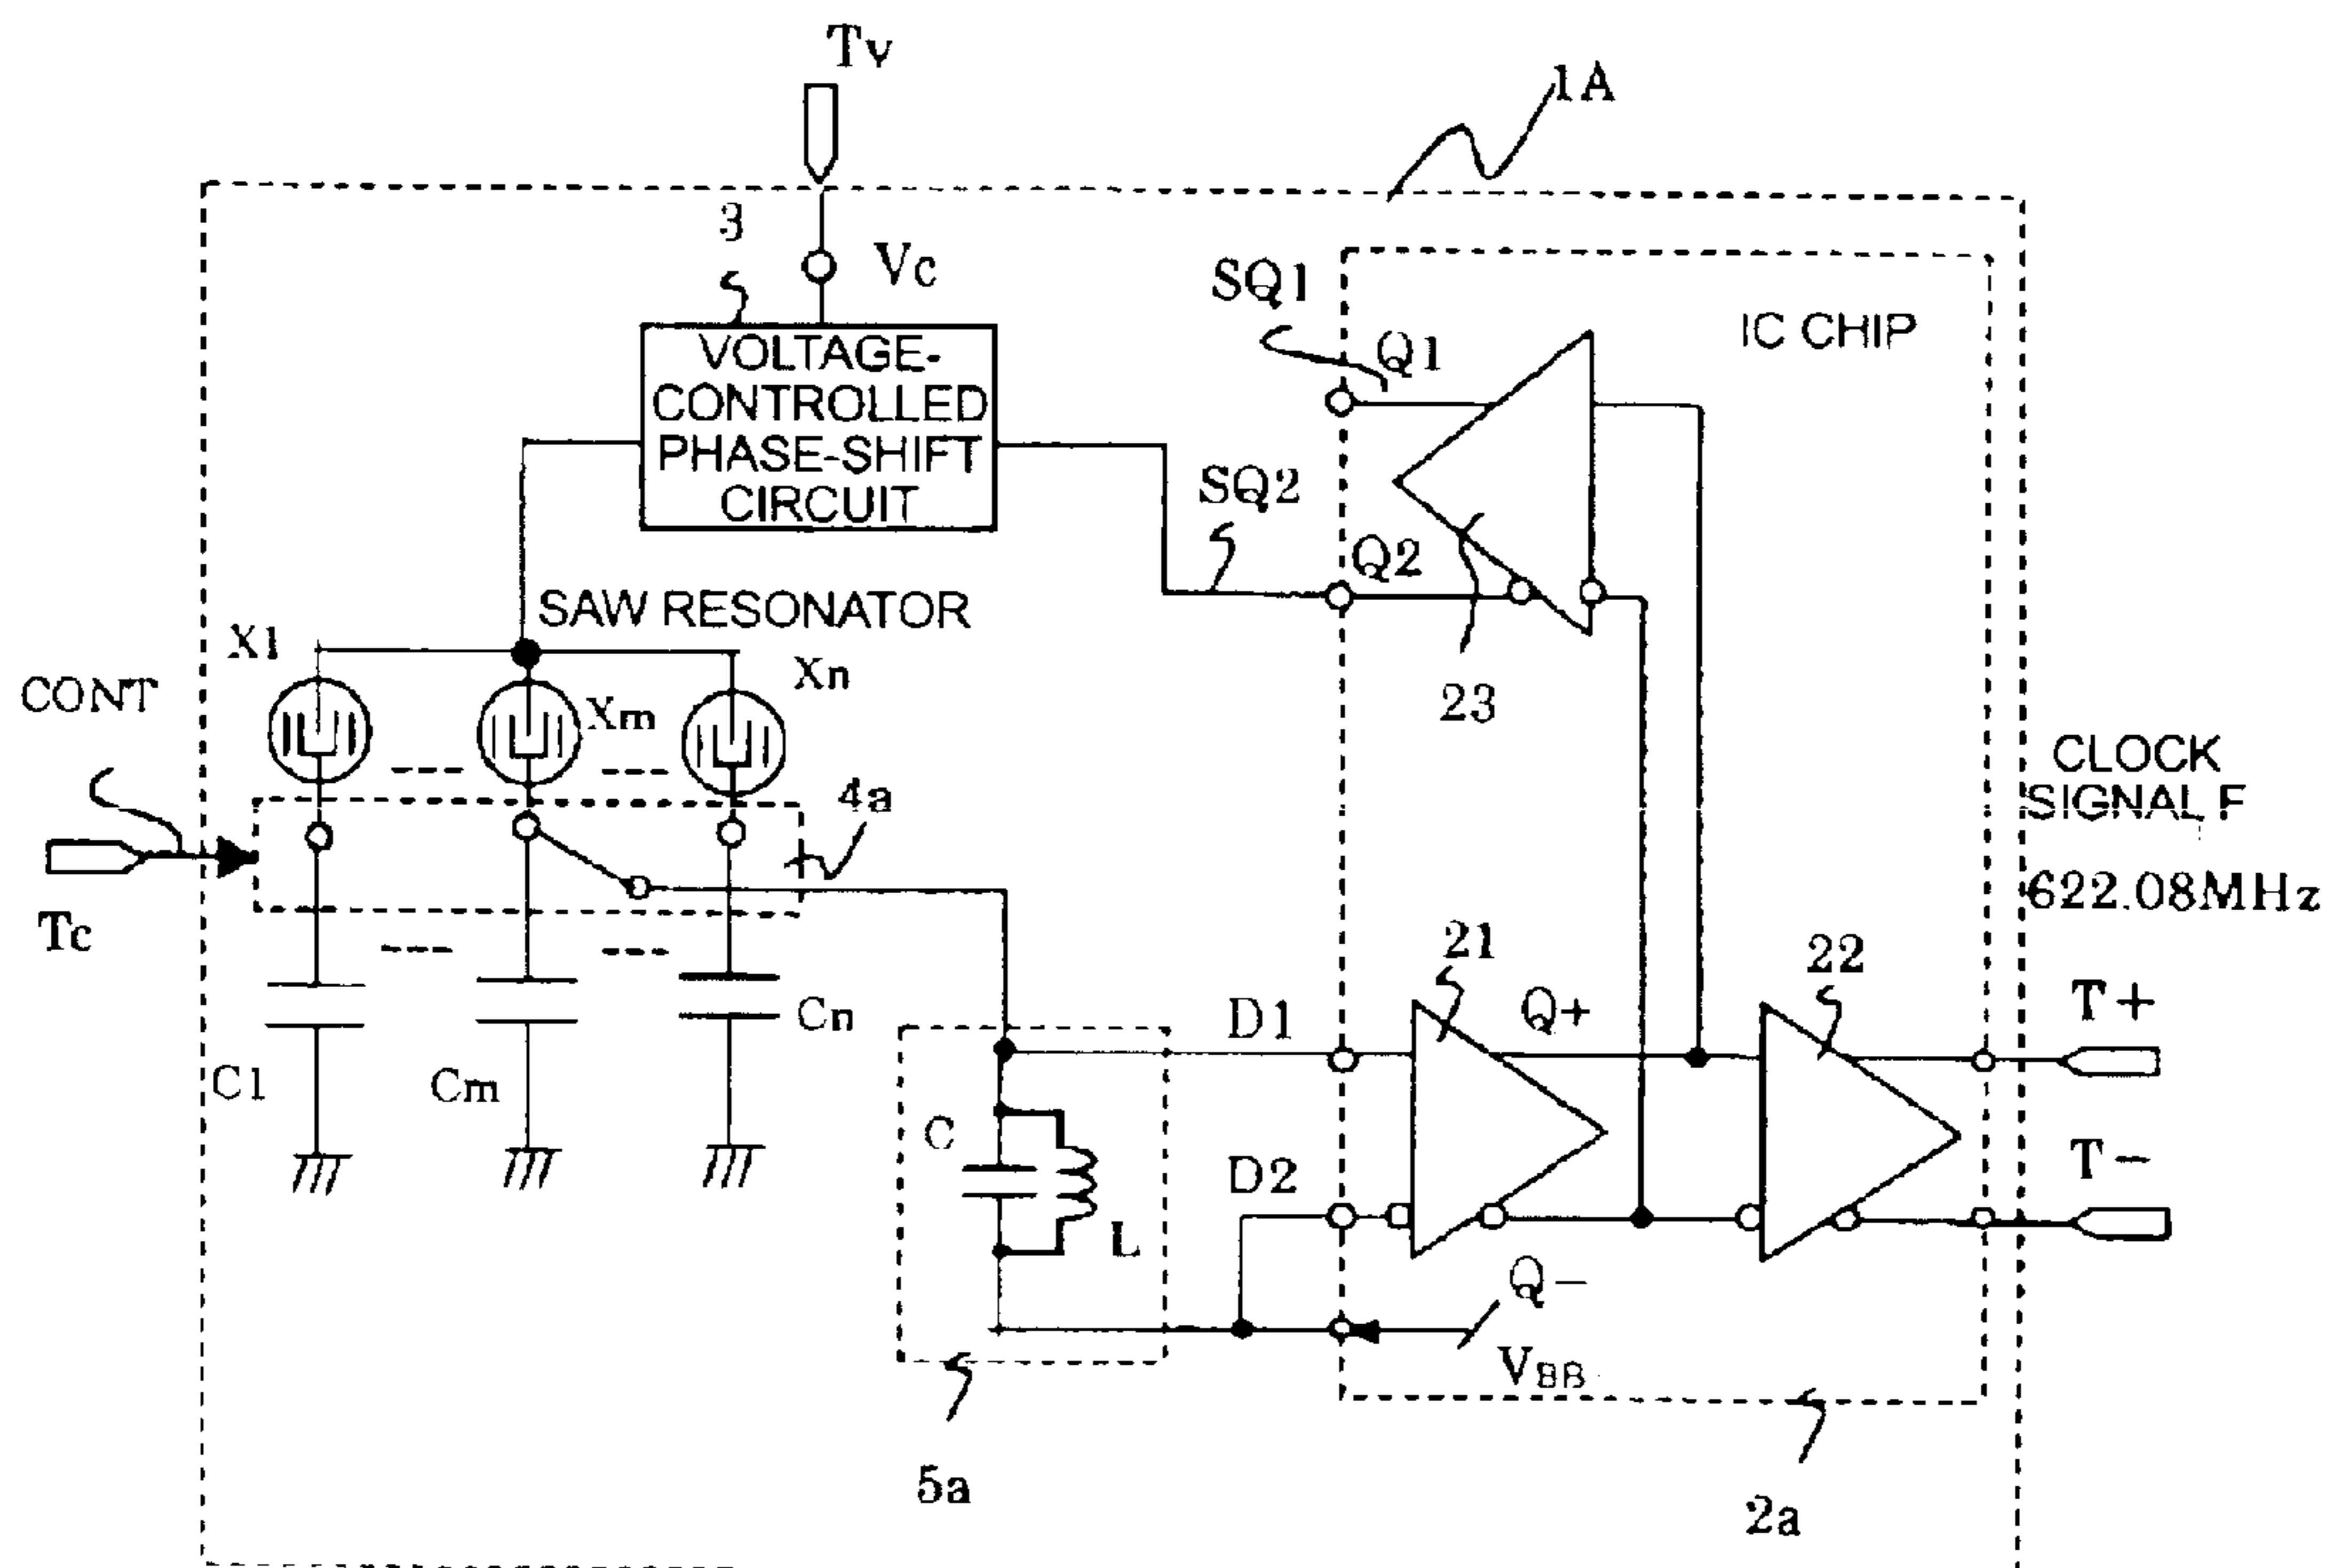 Tv
1A
3
Vc
SQ1
Q1
IC CHIP
VOLTAGE-
CONTROLLED
PHASE-SHIFT
CIRCUIT
SQ2
Q2
SAW RESONATOR
X1
Xm
Xn
CONT
23
4a
CLOCK
SIGNAL F
622.08MHz
Tc
21
22
Q+
T+
D1
Cn
C1
Cm
C
L
D2
T-
Q-
VBB
5a
2a